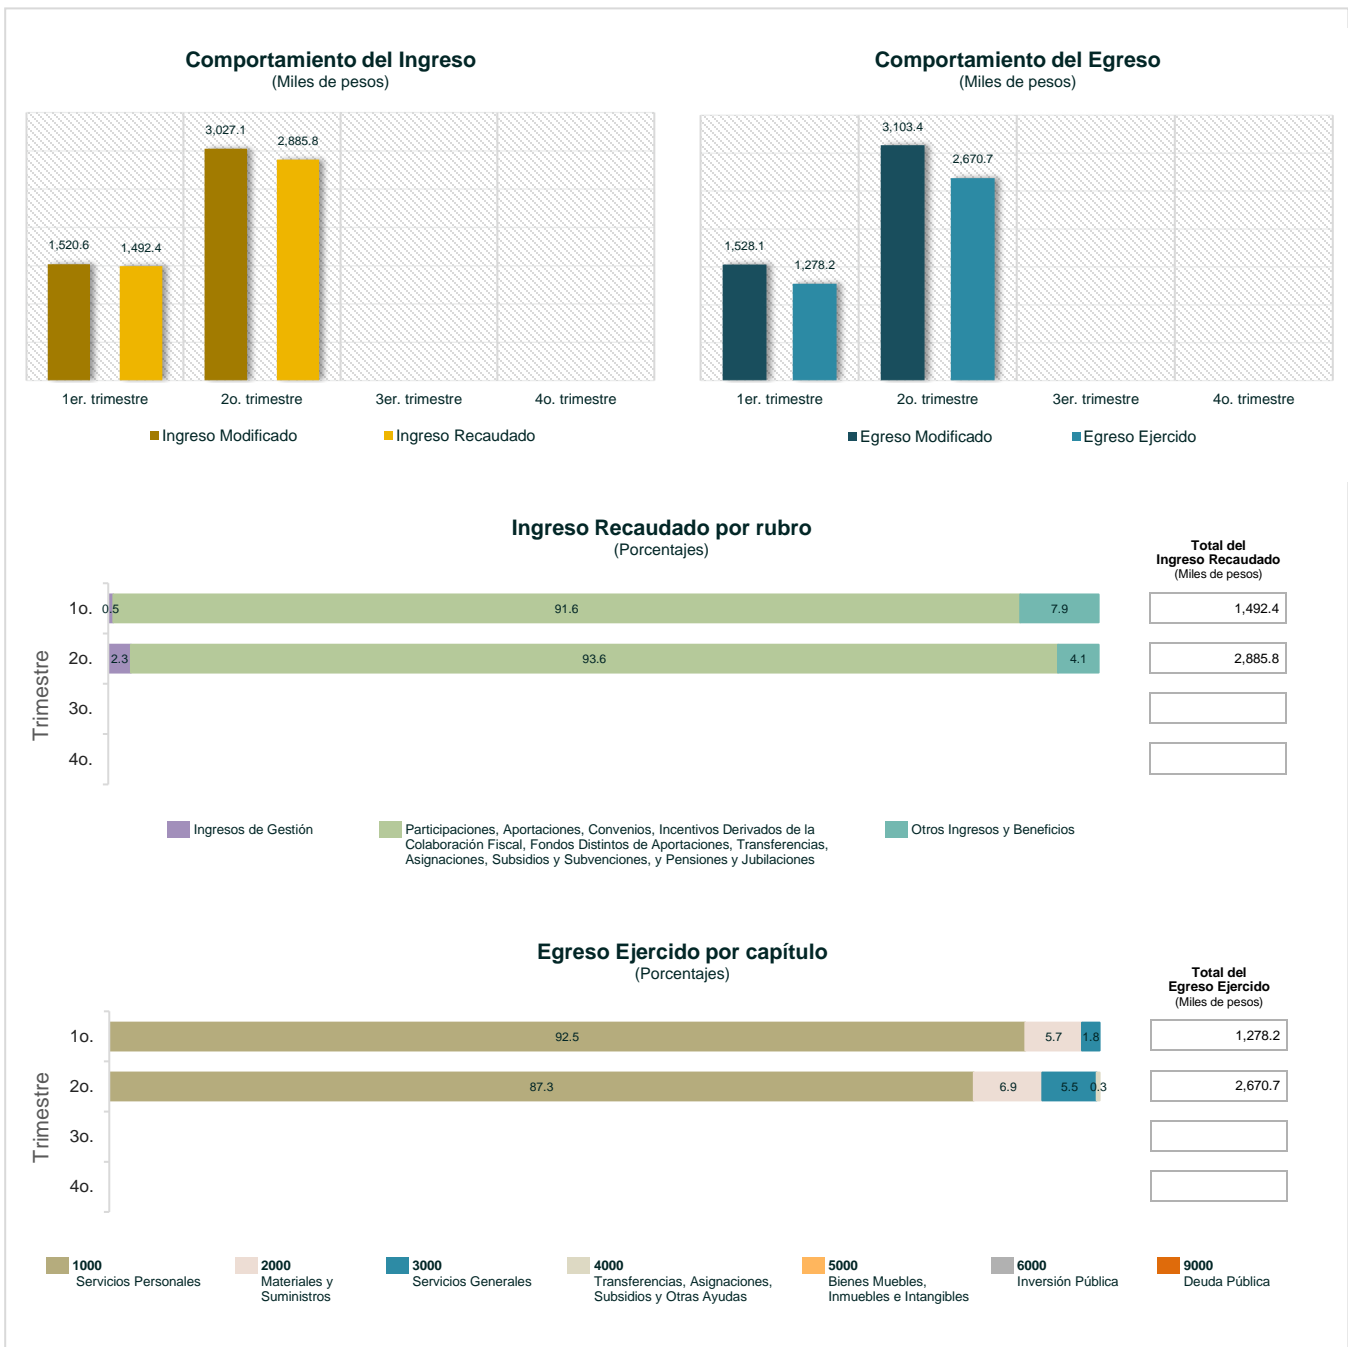 Comportamiento del Ingreso
(Miles de pesos)
3,027.1
2,885.8
1,520.6
1,492.4
1er. trimestre
2o. trimestre
3er. trimestre
4o. trimestre
Ingreso Modificado
Ingreso Recaudado
Comportamiento del Egreso
(Miles de pesos)
3,103.4
2,670.7
1,528.1
1,278.2
1er. trimestre
2o. trimestre
3er. trimestre
4o. trimestre
Egreso Modificado
Egreso Ejercido
Ingreso Recaudado por rubro
(Porcentajes)
Total del
Ingreso Recaudado
(Miles de pesos)
Trimestre
1o. 0.5 91.6 7.9 1,492.4
2o. 2.3 93.6 4.1 2,885.8
3o.
4o.
Ingresos de Gestión
Participaciones, Aportaciones, Convenios, Incentivos Derivados de la
Colaboración Fiscal, Fondos Distintos de Aportaciones, Transferencias,
Asignaciones, Subsidios y Subvenciones, y Pensiones y Jubilaciones
Otros Ingresos y Beneficios
Egreso Ejercido por capítulo
(Porcentajes)
Total del
Egreso Ejercido
(Miles de pesos)
Trimestre
1o. 92.5 5.7 1.8 1,278.2
2o. 87.3 6.9 5.5 0.3 2,670.7
3o.
4o.
1000
Servicios Personales
2000
Materiales y
Suministros
3000
Servicios Generales
4000
Transferencias, Asignaciones,
Subsidios y Otras Ayudas
5000
Bienes Muebles,
Inmuebles e Intangibles
6000
Inversión Pública
9000
Deuda Pública